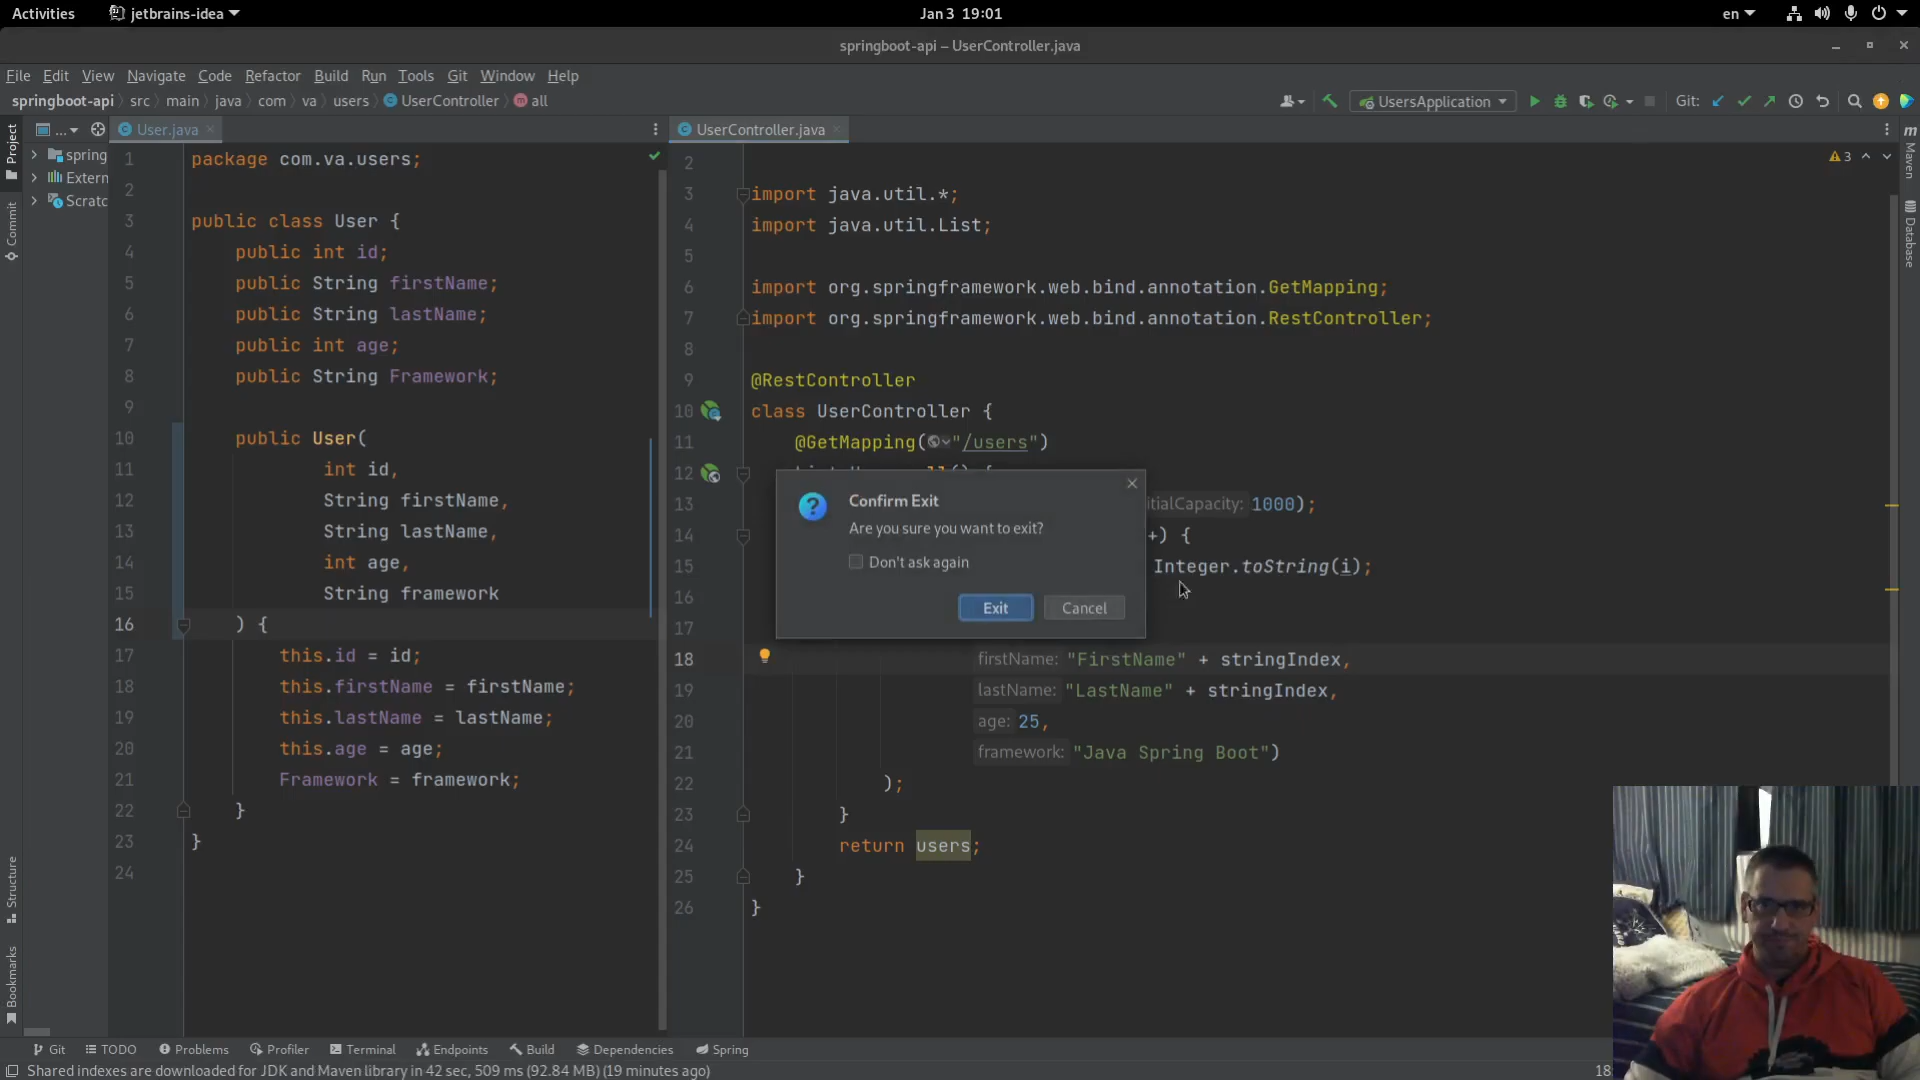 Activities
jetbrains-idea
Jan 3 19:01
en
springboot-api – UserController.java
File Edit View Navigate Code Refactor Build Run Tools Git Window Help
springboot-api src main java com va users UserController all
UsersApplication
Git:
Project
Commit
Structure
Bookmarks
...
spring
Extern
Scratc
User.java
1 package com.va.users;
2
3 public class User {
4 public int id;
5 public String firstName;
6 public String lastName;
7 public int age;
8 public String Framework;
9
10 public User(
11 int id,
12 String firstName,
13 String lastName,
14 int age,
15 String framework
16 ) {
17 this.id = id;
18 this.firstName = firstName;
19 this.lastName = lastName;
20 this.age = age;
21 Framework = framework;
22 }
23 }
24
UserController.java
3
2
3 import java.util.*;
4 import java.util.List;
5
6 import org.springframework.web.bind.annotation.GetMapping;
7 import org.springframework.web.bind.annotation.RestController;
8
9 @RestController
10 class UserController {
11 @GetMapping("/users")
12
13 itialCapacity: 1000);
14 +) {
15 Integer.toString(i);
16
17
18 firstName: "FirstName" + stringIndex,
19 lastName: "LastName" + stringIndex,
20 age: 25,
21 framework: "Java Spring Boot")
22 );
23 }
24 return users;
25 }
26 }
Confirm Exit
Are you sure you want to exit?
Don't ask again
Exit Cancel
m
Maven
Database
Git TODO Problems Profiler Terminal Endpoints Build Dependencies Spring
Shared indexes are downloaded for JDK and Maven library in 42 sec, 509 ms (92.84 MB) (19 minutes ago)
18